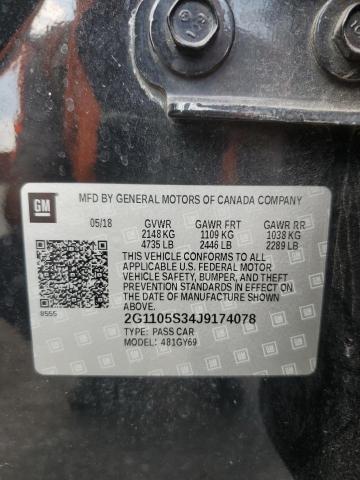 GM
MFD BY GENERAL MOTORS OF CANADA COMPANY
05/18 GVWR GAWR FRT GAWR RR
2148 KG 1109 KG 1038 KG
4735 LB 2446 LB 2289 LB
THIS VEHICLE CONFORMS TO ALL
APPLICABLE U.S. FEDERAL MOTOR
VEHICLE SAFETY, BUMPER, AND THEFT
PREVENTION STANDARDS IN EFFECT
ON THE DATE OF MANUFACTURE
SHOWN ABOVE.
8555
2G1105S34J9174078
TYPE: PASS CAR
MODEL: 481GY69